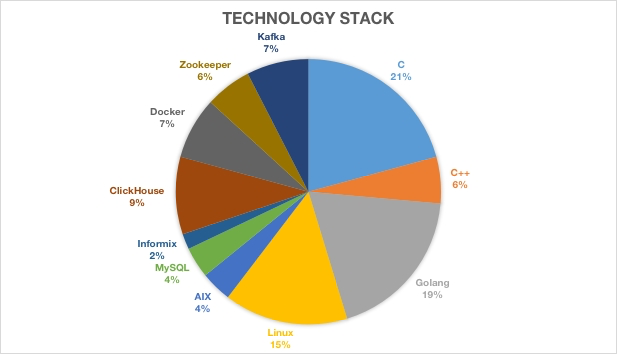 TECHNOLOGY STACK
Kafka
7%
C
21%
Zookeeper
6%
Docker
7%
C++
6%
ClickHouse
9%
Informix
2%
MySQL
4%
AIX
4%
Golang
19%
Linux
15%